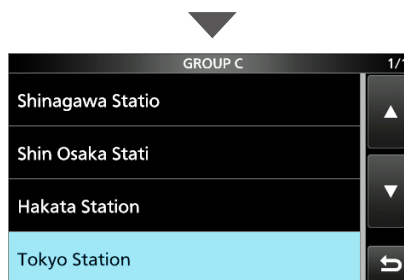 GROUP C
1/1
Shinagawa Statio
Shin Osaka Stati
Hakata Station
Tokyo Station